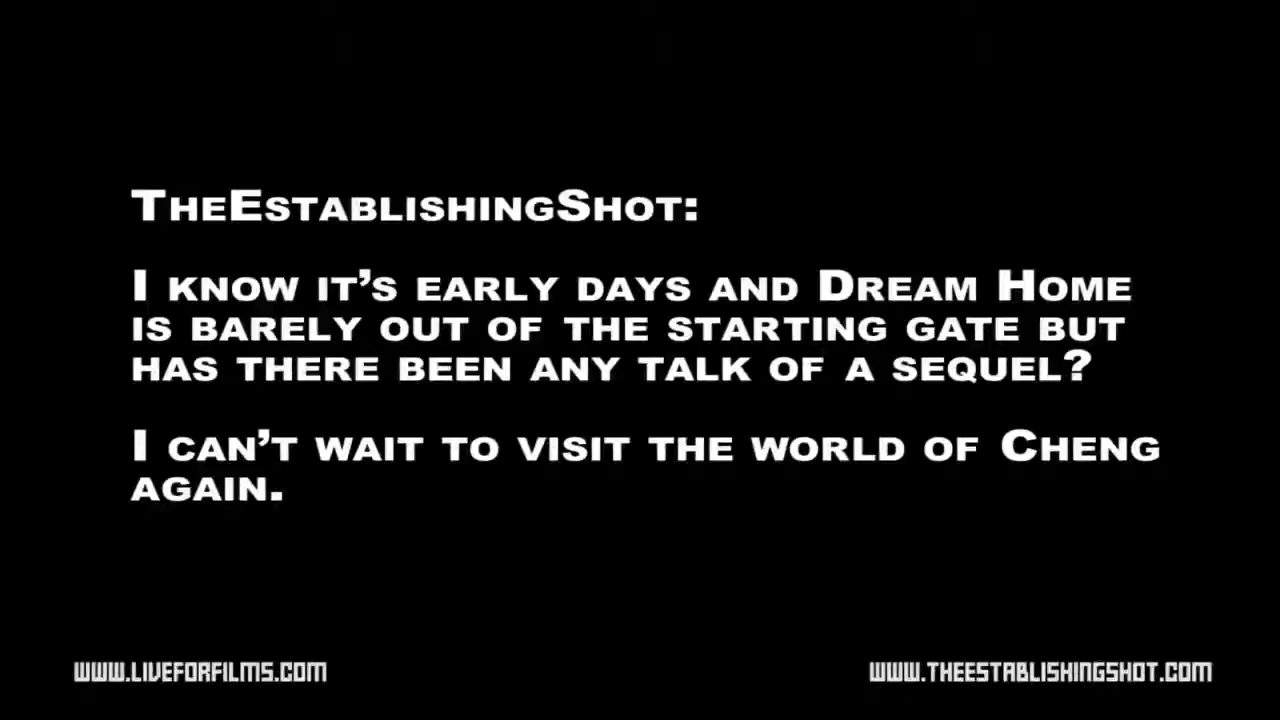 TheEstablishingShot:
I know it's early days and Dream Home
is barely out of the starting gate but
has there been any talk of a sequel?
I can't wait to visit the world of Cheng
again.
WWW.LIVEFORFILMS.COM
WWW.THEESTABLISHINGSHOT.COM